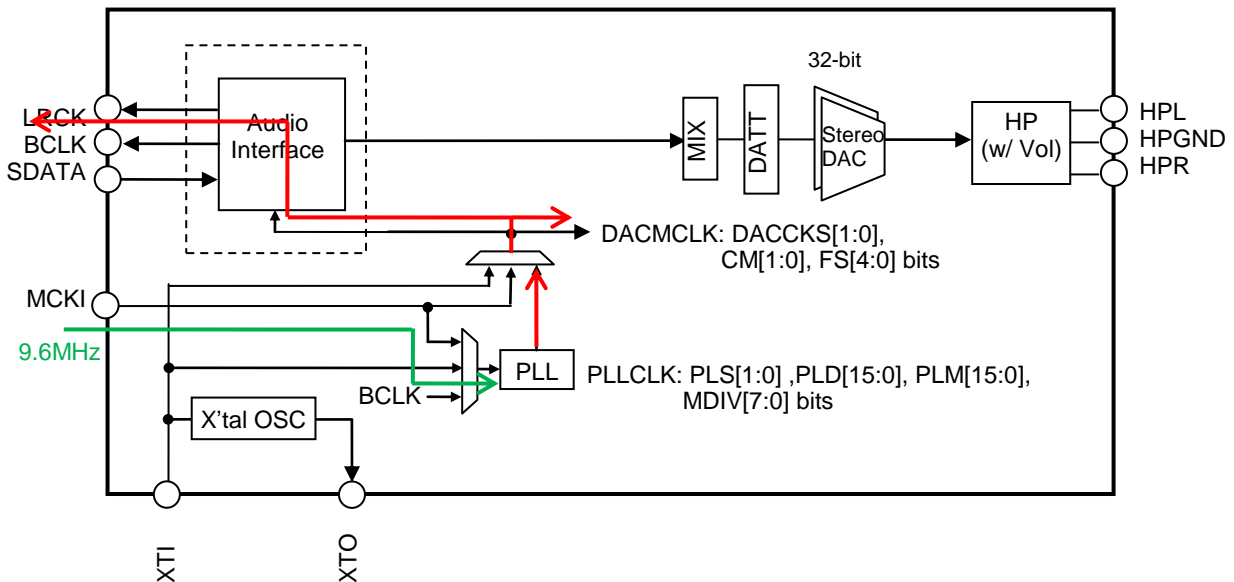 32-bit
LRCK
BCLK
SDATA
Audio
Interface
MIX
DATT
Stereo
DAC
HP
(w/ Vol)
HPL
HPGND
HPR
DACMCLK: DACCKS[1:0],
CM[1:0], FS[4:0] bits
MCKI
9.6MHz
BCLK
PLL
PLLCLK: PLS[1:0] ,PLD[15:0], PLM[15:0],
MDIV[7:0] bits
X'tal OSC
XTI
XTO